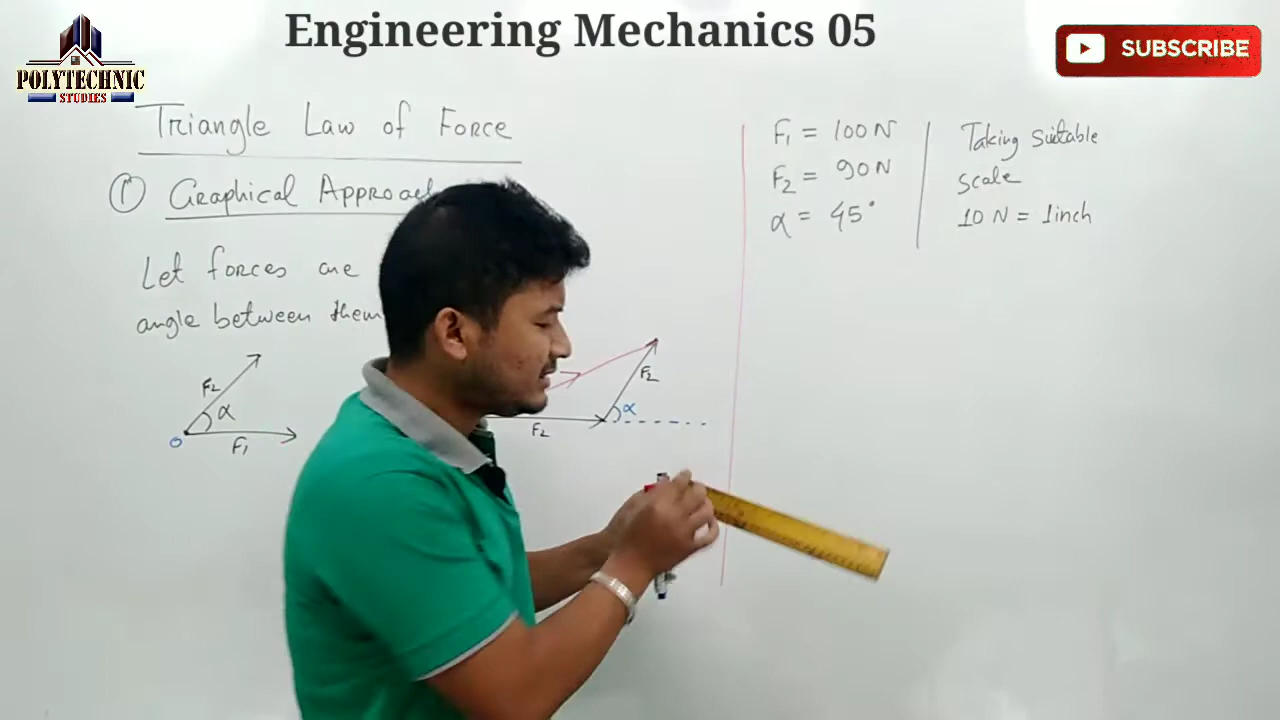 Engineering Mechanics 05
POLYTECHNIC
STUDIES
SUBSCRIBE
Triangle Law of Force
① Graphical Approach
Let forces are
angle between them
F2
α
O
F1
F2
α
F2
F1 = 100 N
F2 = 90 N
α = 45°
Taking suitable
scale
10 N = 1inch